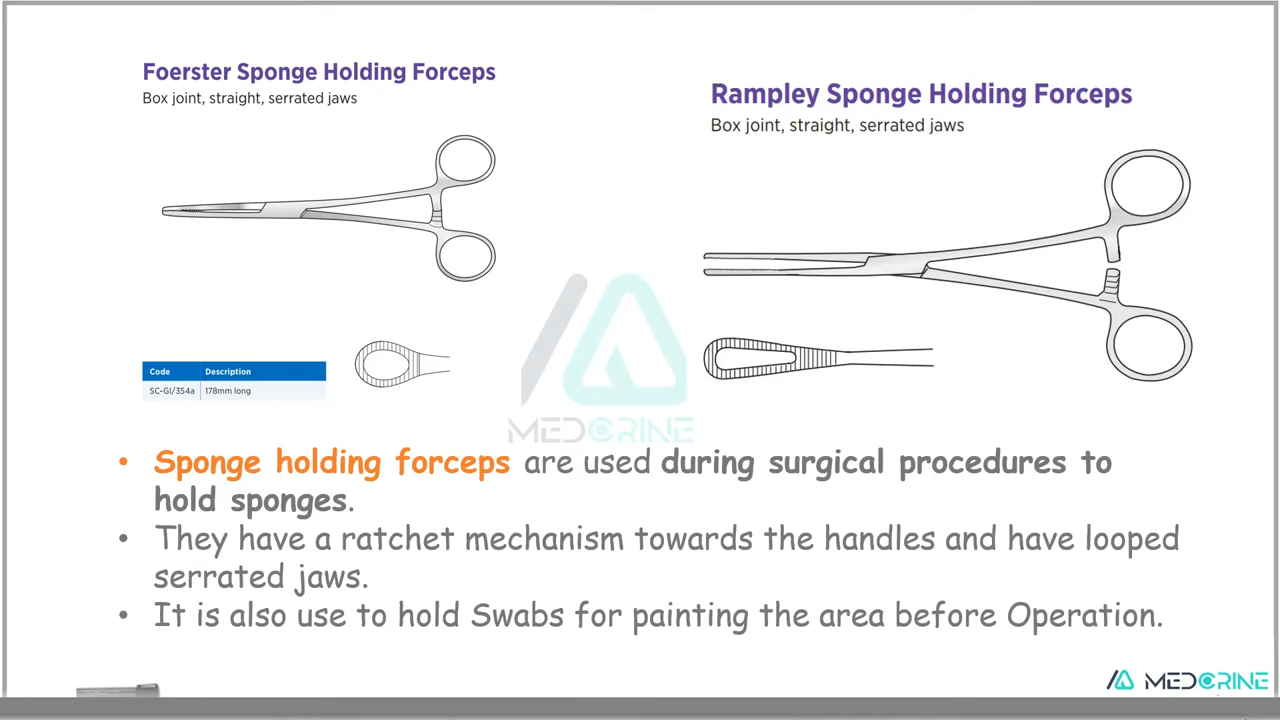 Foerster Sponge Holding Forceps
Box joint, straight, serrated jaws
Rampley Sponge Holding Forceps
Box joint, straight, serrated jaws
Code Description
SC-GI/354a 178mm long
MEDCRINE
• Sponge holding forceps are used during surgical procedures to
hold sponges.
• They have a ratchet mechanism towards the handles and have looped
serrated jaws.
• It is also use to hold Swabs for painting the area before Operation.
MEDCRINE